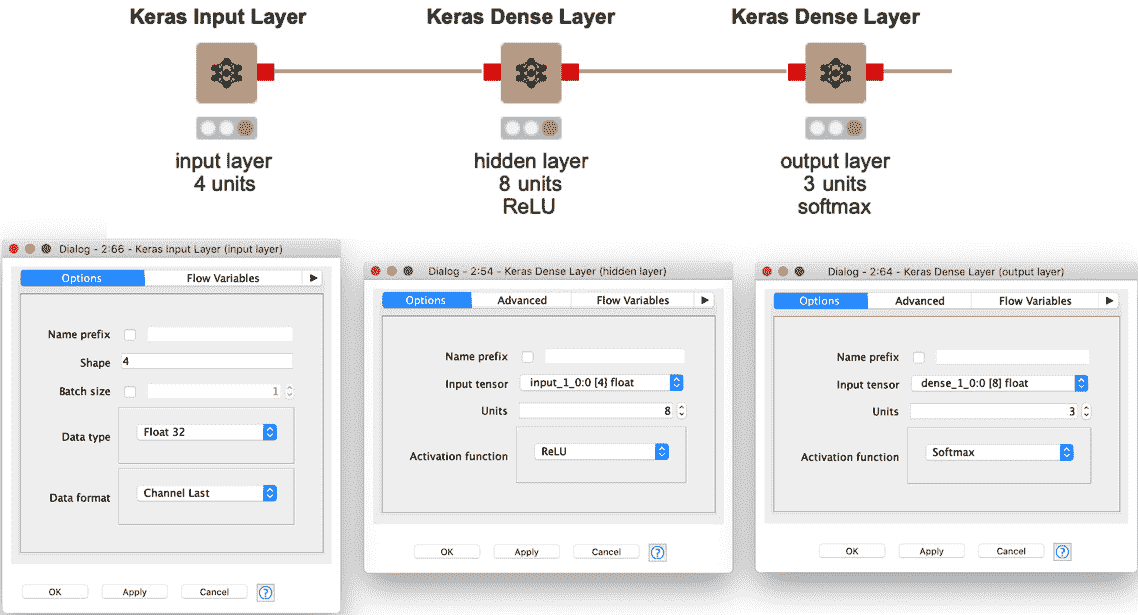 Keras Input Layer
Keras Dense Layer
Keras Dense Layer
input layer
4 units
hidden layer
8 units
ReLU
output layer
3 units
softmax
Dialog - 2:66 - Keras Input Layer (input layer)
Options
Flow Variables
Name prefix
Shape 4
Batch size 1
Data type Float 32
Data format Channel Last
OK
Apply
Cancel
?
Dialog - 2:54 - Keras Dense Layer (hidden layer)
Options
Advanced
Flow Variables
Name prefix
Input tensor input_1_0:0 [4] float
Units 8
Activation function ReLU
OK
Apply
Cancel
?
Dialog - 2:64 - Keras Dense Layer (output layer)
Options
Advanced
Flow Variables
Name prefix
Input tensor dense_1_0:0 [8] float
Units 3
Activation function Softmax
OK
Apply
Cancel
?